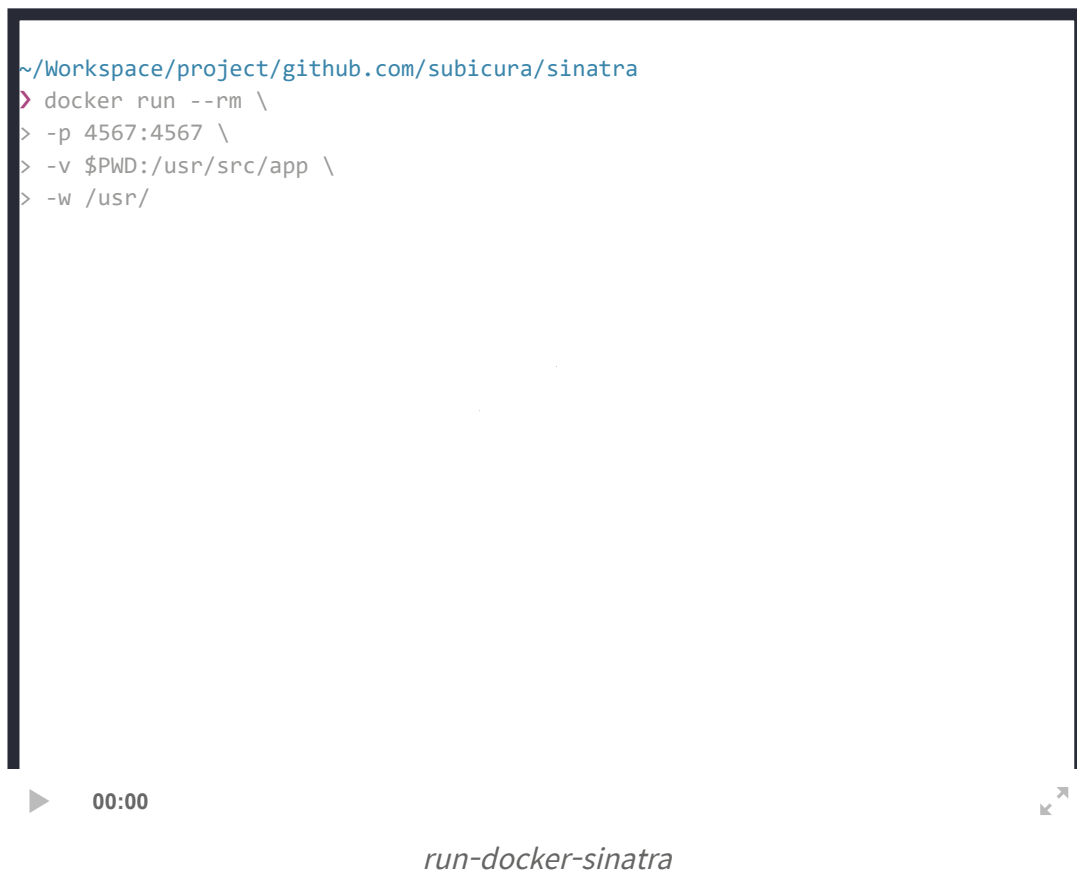 ~/Workspace/project/github.com/subicura/sinatra
❯ docker run --rm \
> -p 4567:4567 \
> -v $PWD:/usr/src/app \
> -w /usr/
00:00
run-docker-sinatra